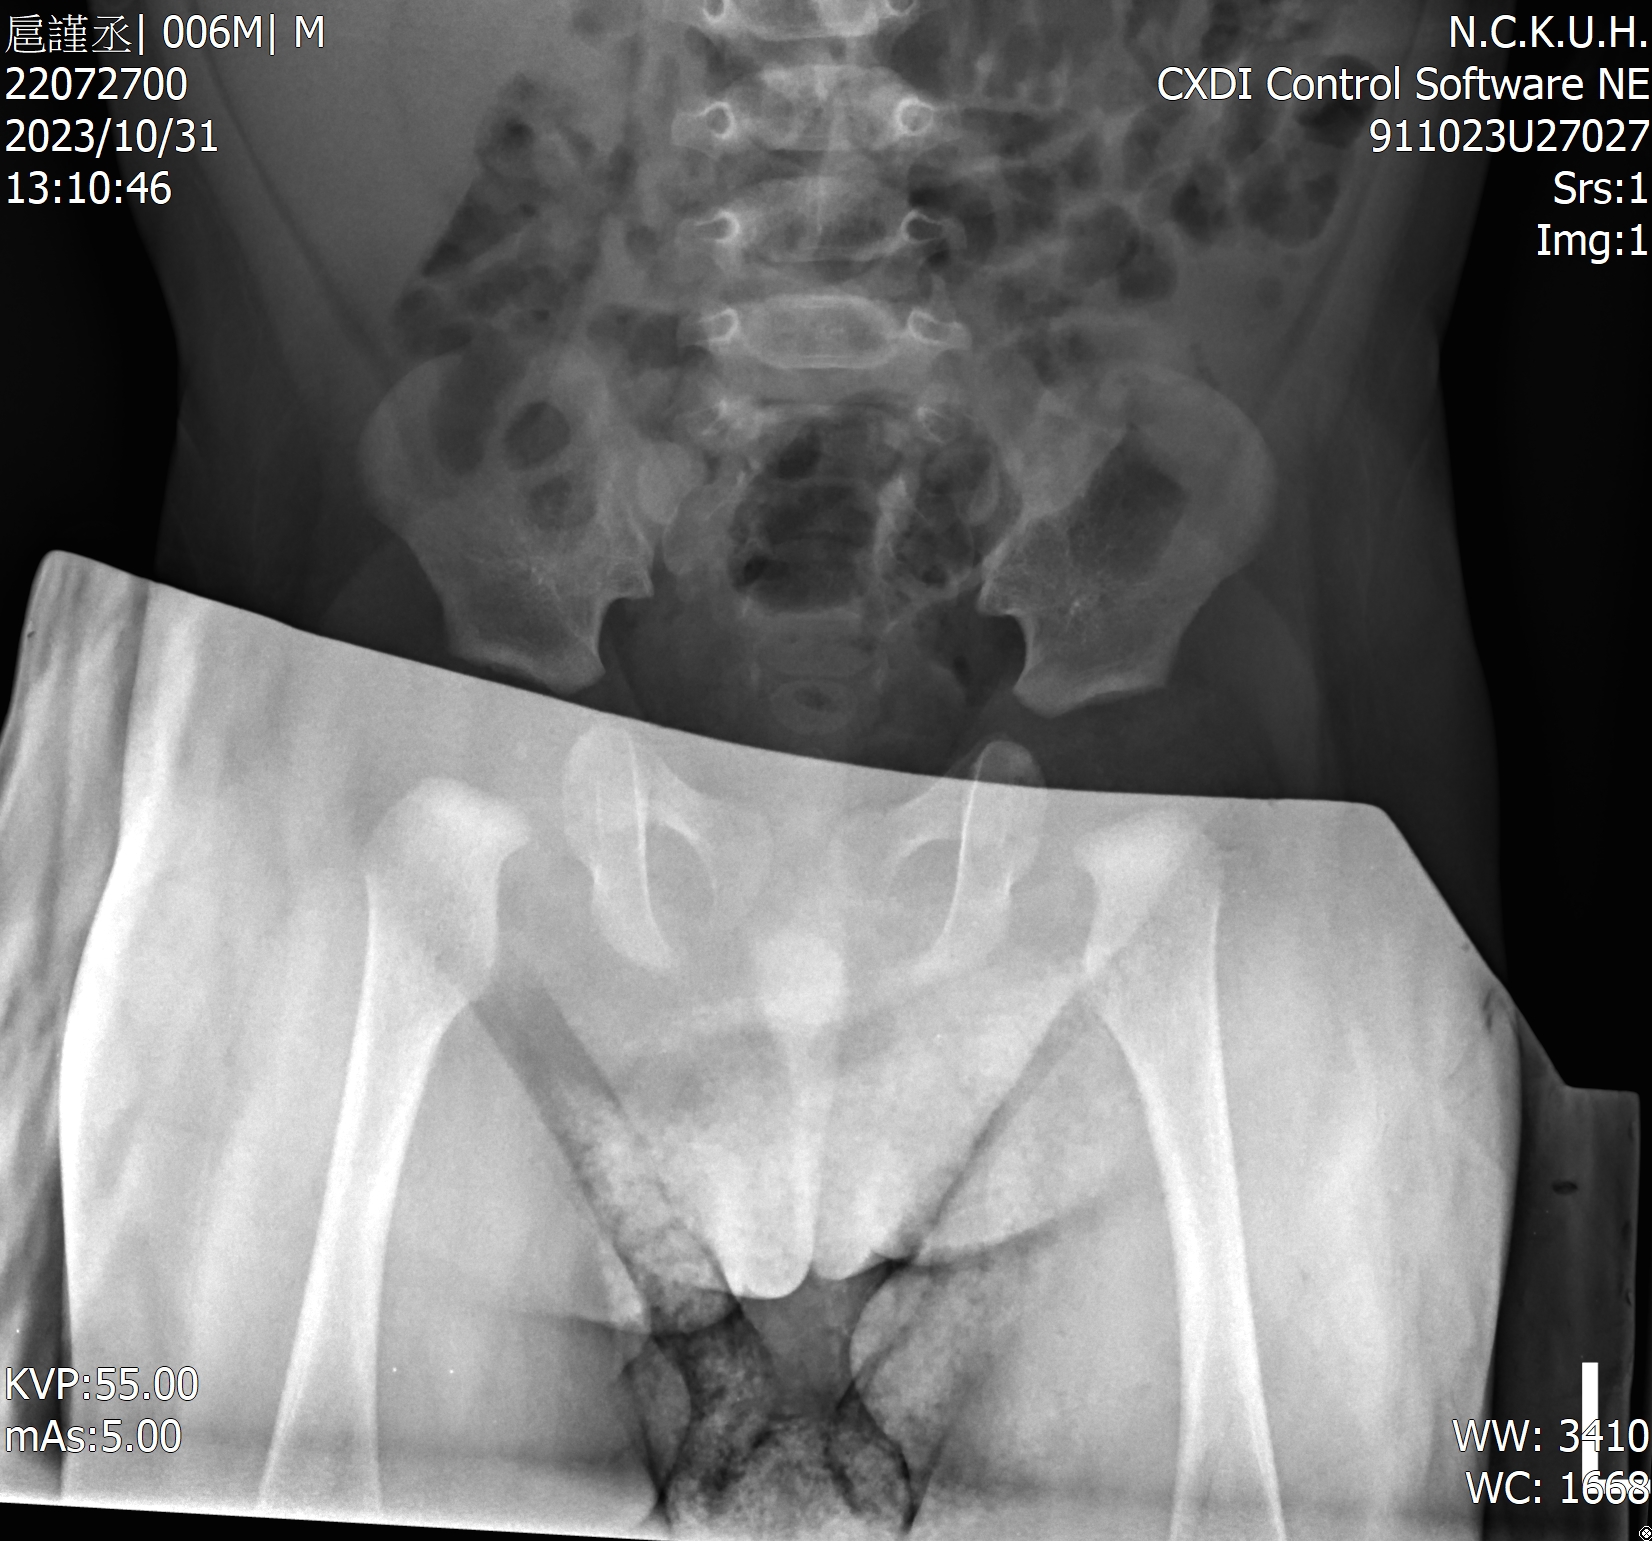 扈謹丞| 006M| M
22072700
2023/10/31
13:10:46
N.C.K.U.H.
CXDI Control Software NE
911023U27027
Srs:1
Img:1
KVP:55.00
mAs:5.00
L
WW: 3410
WC: 1668